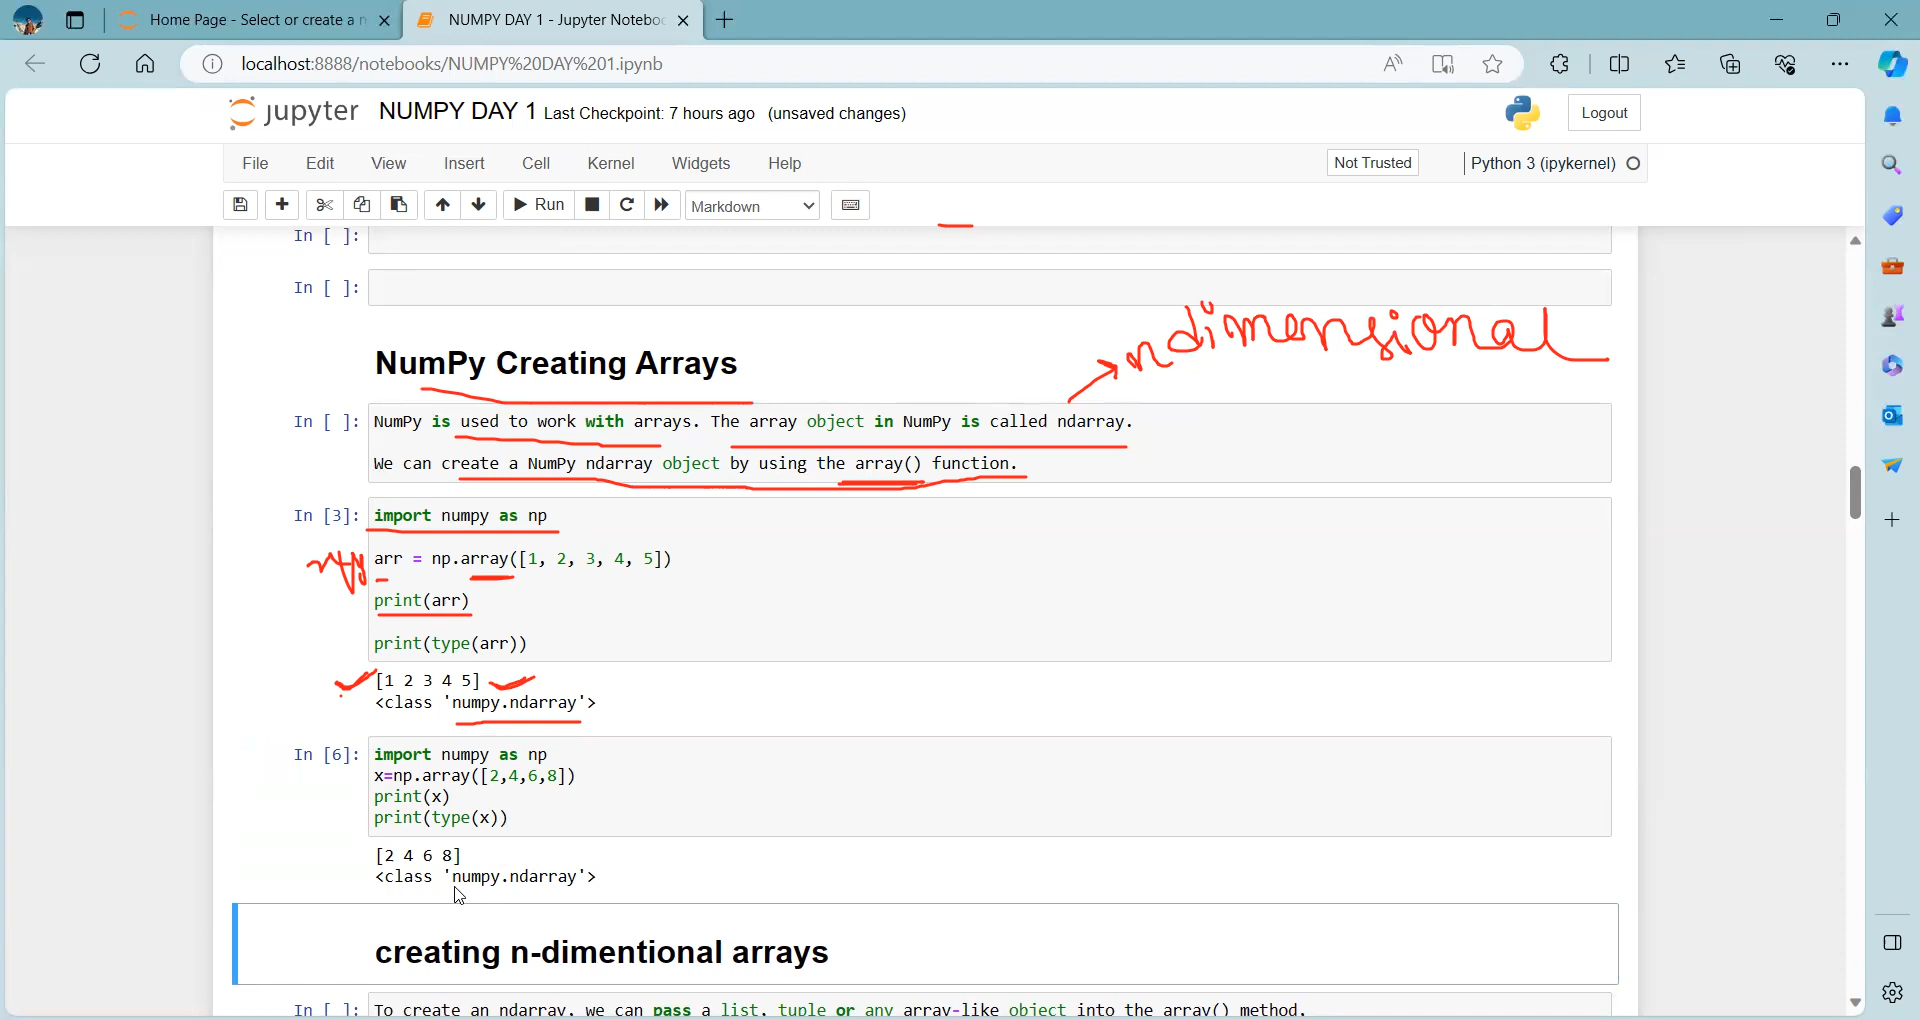 Home Page - Select or create a n
NUMPY DAY 1 - Jupyter Noteboo
localhost:8888/notebooks/NUMPY%20DAY%201.ipynb
jupyter NUMPY DAY 1 Last Checkpoint: 7 hours ago (unsaved changes)
Logout
File Edit View Insert Cell Kernel Widgets Help
Not Trusted
Python 3 (ipykernel)
Run
Markdown
In [ ]:
In [ ]:
ndimensional
NumPy Creating Arrays
In [ ]: NumPy is used to work with arrays. The array object in NumPy is called ndarray.
We can create a NumPy ndarray object by using the array() function.
In [3]: import numpy as np
arr = np.array([1, 2, 3, 4, 5])
print(arr)
print(type(arr))
[1 2 3 4 5]
<class 'numpy.ndarray'>
In [6]: import numpy as np
x=np.array([2,4,6,8])
print(x)
print(type(x))
[2 4 6 8]
<class 'numpy.ndarray'>
creating n-dimentional arrays
In [ ]: To create an ndarray, we can pass a list, tuple or any array-like object into the array() method,